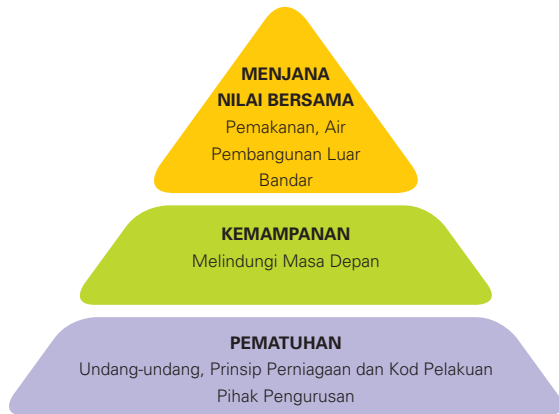 MENJANA
NILAI BERSAMA
Pemakanan, Air
Pembangunan Luar
Bandar
KEMAMPANAN
Melindungi Masa Depan
PEMATUHAN
Undang-undang, Prinsip Perniagaan dan Kod Pelakuan
Pihak Pengurusan